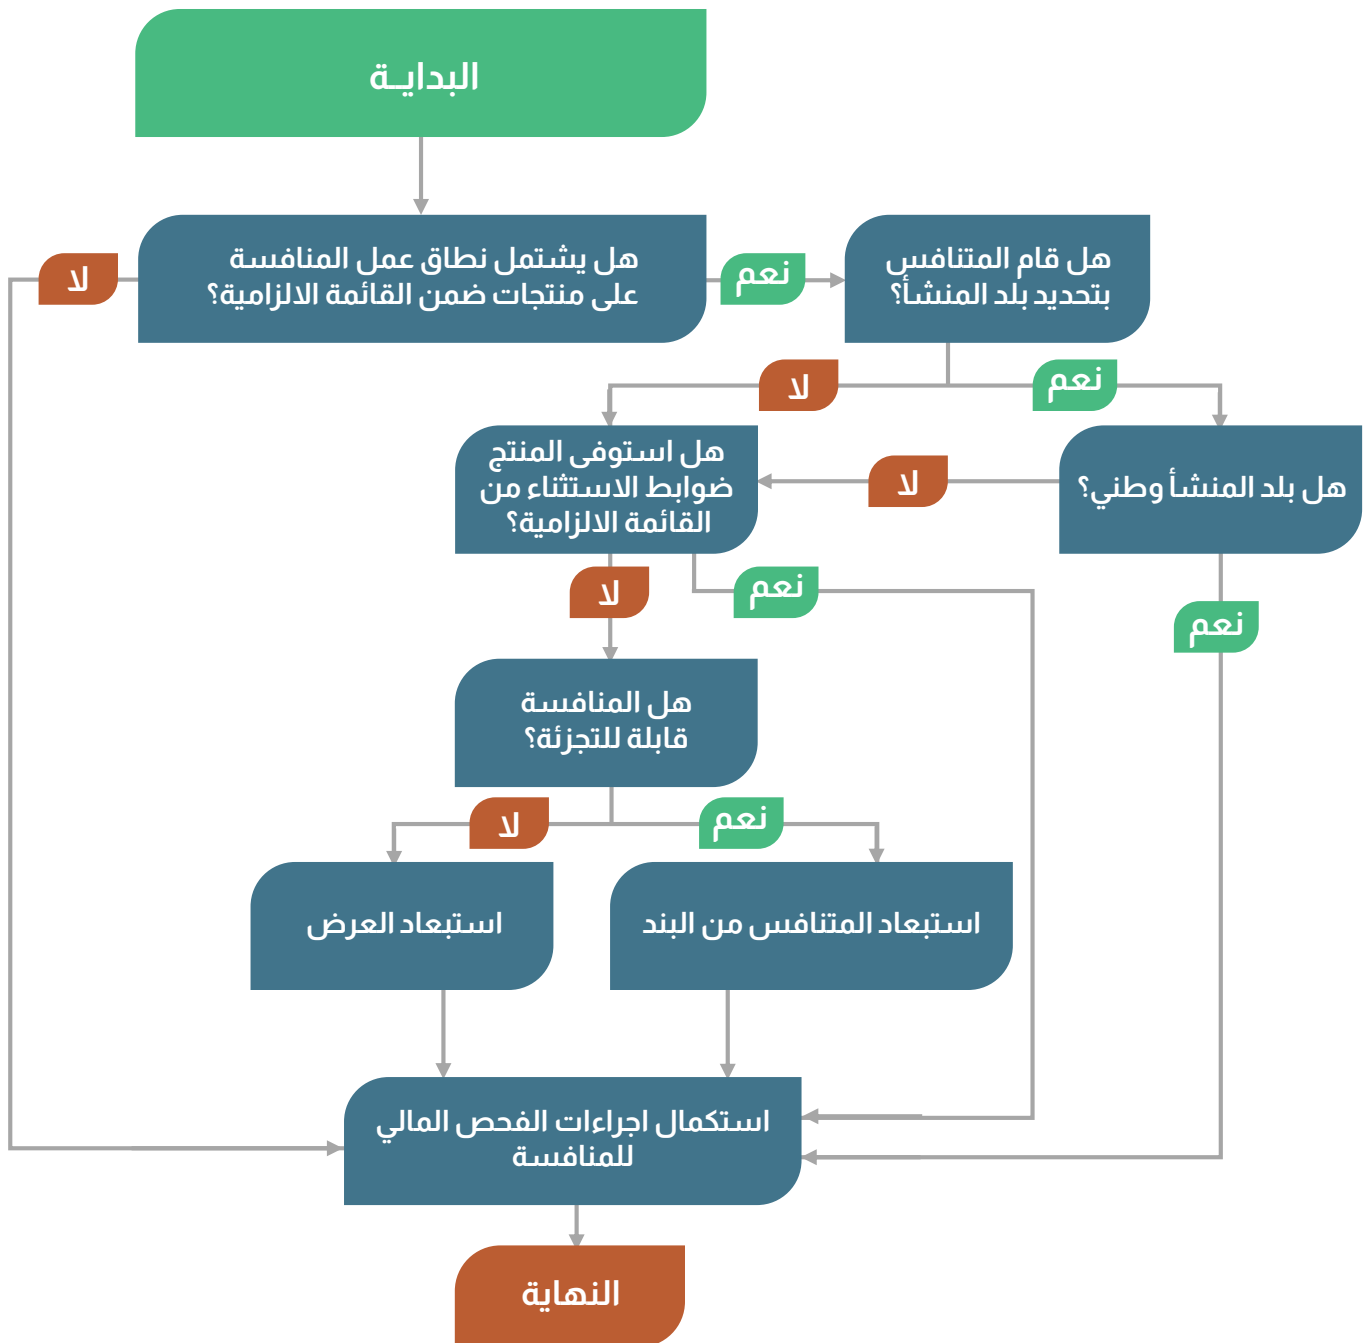 البدايــة
هل يشتمل نطاق عمل المنافسة
على منتجات ضمن القائمة الالزامية؟
لا
نعم
هل قام المتنافس
بتحديد بلد المنشأ؟
لا
نعم
هل بلد المنشأ وطني؟
لا
هل استوفى المنتج
ضوابط الاستثناء من
القائمة الالزامية؟
لا
نعم
نعم
هل المنافسة
قابلة للتجزئة؟
نعم
لا
استبعاد المتنافس من البند
استبعاد العرض
استكمال اجراءات الفحص المالي
للمنافسة
النهاية